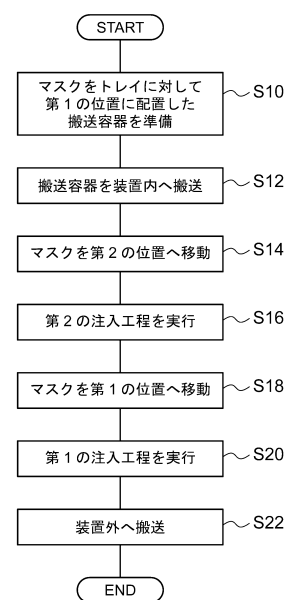 START
マスクをトレイに対して
第1の位置に配置した
搬送容器を準備
S10
搬送容器を装置内へ搬送
S12
マスクを第2の位置へ移動
S14
第2の注入工程を実行
S16
マスクを第1の位置へ移動
S18
第1の注入工程を実行
S20
装置外へ搬送
S22
END